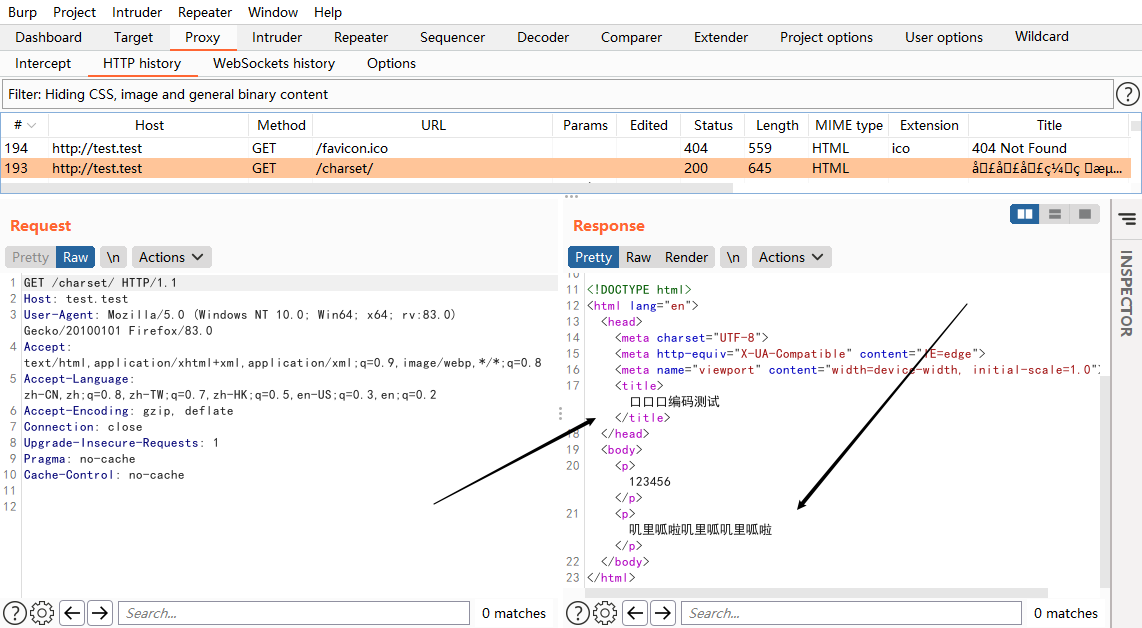 Burp Project Intruder Repeater Window Help
Dashboard Target Proxy Intruder Repeater Sequencer Decoder Comparer Extender Project options User options Wildcard
Intercept HTTP history WebSockets history Options
Filter: Hiding CSS, image and general binary content ?
# Host Method URL Params Edited Status Length MIME type Extension Title
194 http://test.test GET /favicon.ico 404 559 HTML ico 404 Not Found
193 http://test.test GET /charset/ 200 645 HTML å□£å□£å□£ç¼□ç □æµ...
Request
Pretty Raw \n Actions
1 GET /charset/ HTTP/1.1
2 Host: test.test
3 User-Agent: Mozilla/5.0 (Windows NT 10.0; Win64; x64; rv:83.0)
Gecko/20100101 Firefox/83.0
4 Accept:
text/html,application/xhtml+xml,application/xml;q=0.9,image/webp,*/*;q=0.8
5 Accept-Language:
zh-CN,zh;q=0.8,zh-TW;q=0.7,zh-HK;q=0.5,en-US;q=0.3,en;q=0.2
6 Accept-Encoding: gzip, deflate
7 Connection: close
8 Upgrade-Insecure-Requests: 1
9 Pragma: no-cache
10 Cache-Control: no-cache
11
12
? Search... 0 matches
Response
Pretty Raw Render \n Actions
10
11 <!DOCTYPE html>
12 <html lang="en">
13 <head>
14 <meta charset="UTF-8">
15 <meta http-equiv="X-UA-Compatible" content="IE=edge">
16 <meta name="viewport" content="width=device-width, initial-scale=1.0">
17 <title>
口口口编码测试
</title>
18 </head>
19 <body>
20 <p>
123456
</p>
21 <p>
叽里呱啦叽里呱叽里呱啦
</p>
22 </body>
23 </html>
? Search... 0 matches
INSPECTOR